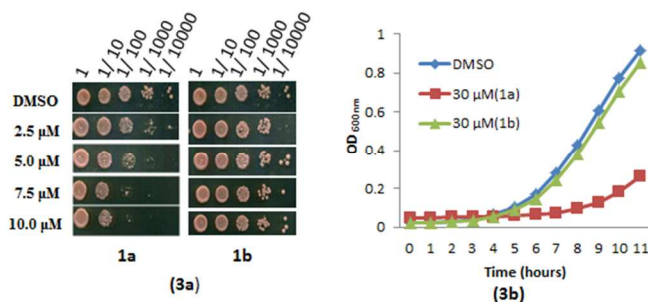 1 1/10 1/100 1/1000 1/10000 1 1/10 1/100 1/1000 1/10000
DMSO
2.5 µM
5.0 µM
7.5 µM
10.0 µM
1a 1b
(3a)
1
0.8
0.6
0.4
0.2
0
OD 600nm
DMSO
30 µM(1a)
30 µM(1b)
0 1 2 3 4 5 6 7 8 9 10 11
Time (hours)
(3b)